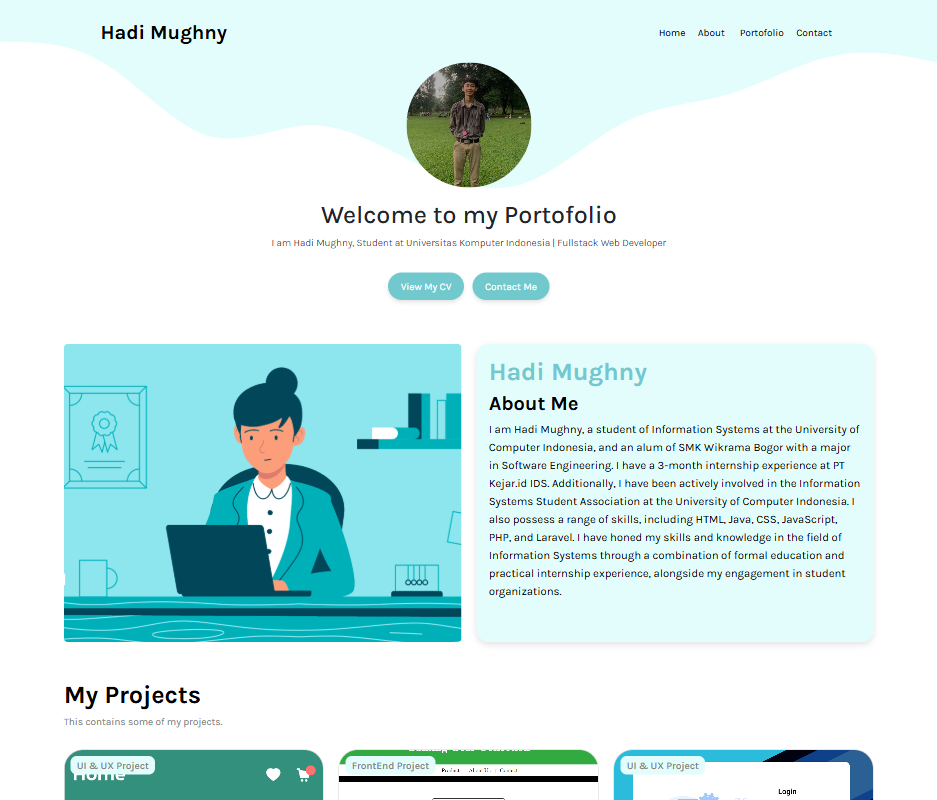 Hadi Mughny
Home About Portofolio Contact
Welcome to my Portofolio
I am Hadi Mughny, Student at Universitas Komputer Indonesia | Fullstack Web Developer
View My CV Contact Me
Hadi Mughny
About Me
I am Hadi Mughny, a student of Information Systems at the University of
Computer Indonesia, and an alum of SMK Wikrama Bogor with a major
in Software Engineering. I have a 3-month internship experience at PT
Kejar.id IDS. Additionally, I have been actively involved in the Information
Systems Student Association at the University of Computer Indonesia. I
also possess a range of skills, including HTML, Java, CSS, JavaScript,
PHP, and Laravel. I have honed my skills and knowledge in the field of
Information Systems through a combination of formal education and
practical internship experience, alongside my engagement in student
organizations.
My Projects
This contains some of my projects.
UI & UX Project
Home
FrontEnd Project
UI & UX Project
Login